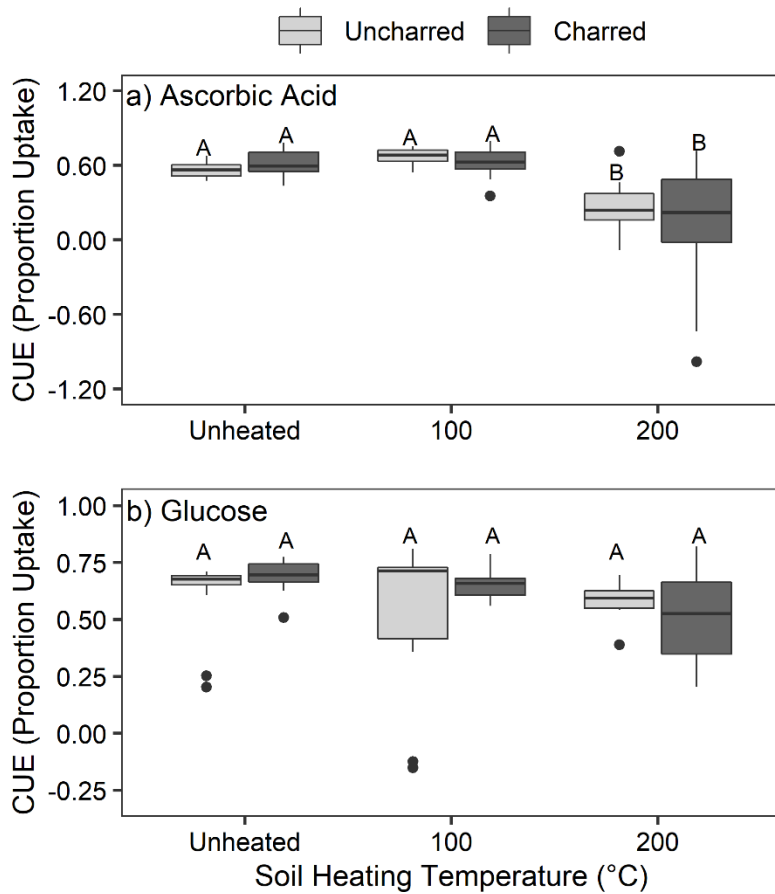 Uncharred Charred
a) Ascorbic Acid
CUE (Proportion Uptake)
1.20
0.60
0.00
-0.60
-1.20
A A A A B B
Unheated 100 200
b) Glucose
CUE (Proportion Uptake)
1.00
0.75
0.50
0.25
0.00
-0.25
A A A A A A
Unheated 100 200
Soil Heating Temperature (°C)